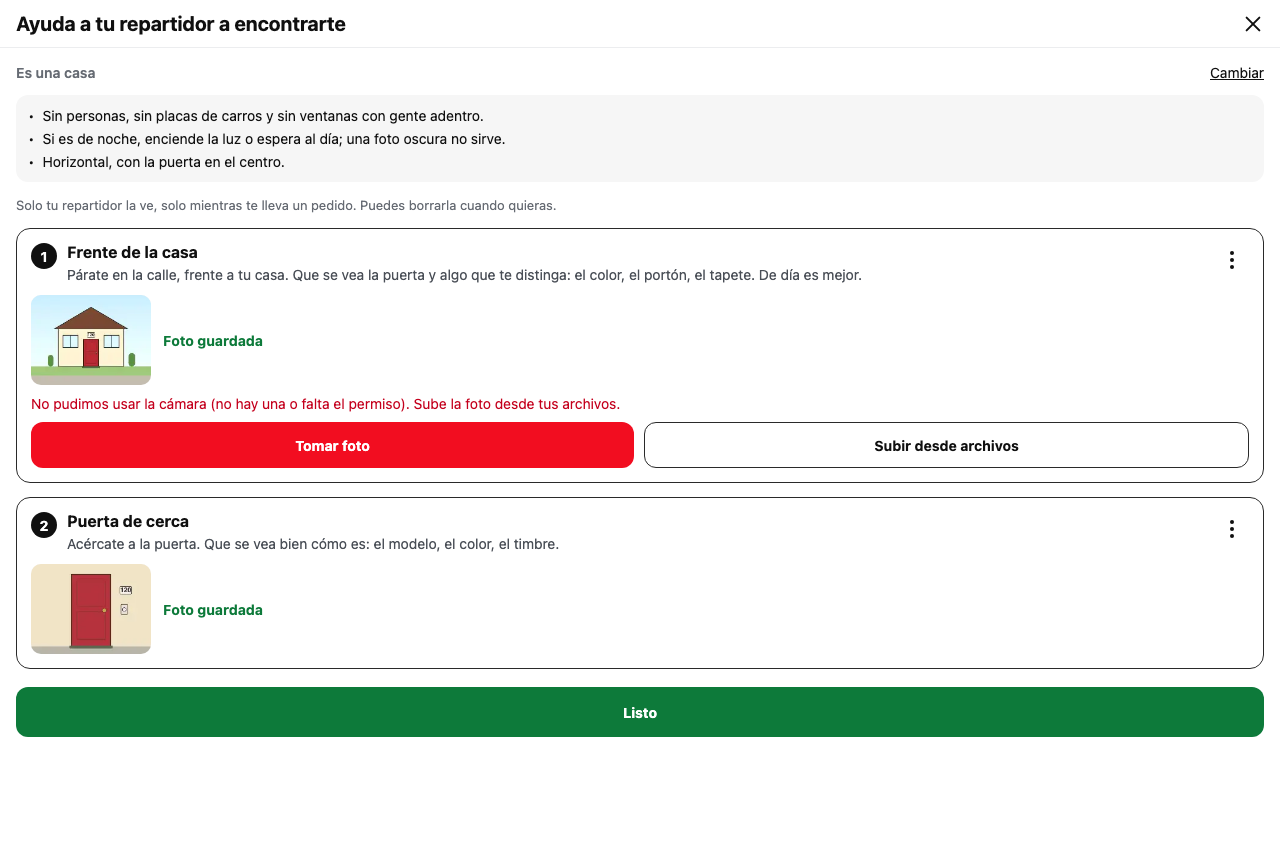 Ayuda a tu repartidor a encontrarte
Es una casa
Cambiar
• Sin personas, sin placas de carros y sin ventanas con gente adentro.
• Si es de noche, enciende la luz o espera al día; una foto oscura no sirve.
• Horizontal, con la puerta en el centro.
Solo tu repartidor la ve, solo mientras te lleva un pedido. Puedes borrarla cuando quieras.
1
Frente de la casa
Párate en la calle, frente a tu casa. Que se vea la puerta y algo que te distinga: el color, el portón, el tapete. De día es mejor.
Foto guardada
No pudimos usar la cámara (no hay una o falta el permiso). Sube la foto desde tus archivos.
Tomar foto
Subir desde archivos
2
Puerta de cerca
Acércate a la puerta. Que se vea bien cómo es: el modelo, el color, el timbre.
120
Foto guardada
Listo